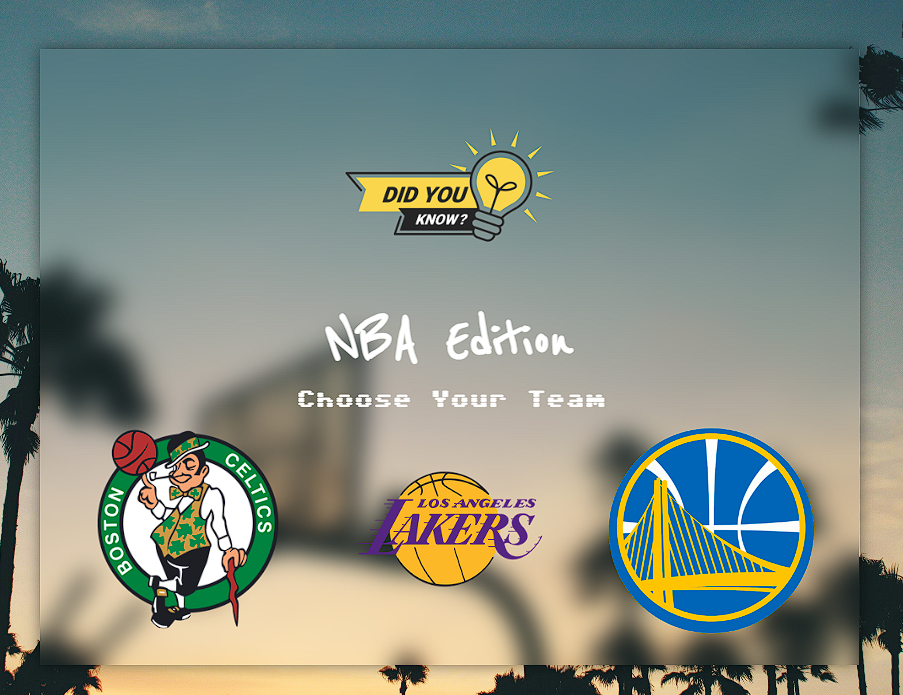 DID YOU
KNOW?
NBA Edition
Choose Your Team
BOSTON CELTICS
LOS ANGELES
LAKERS